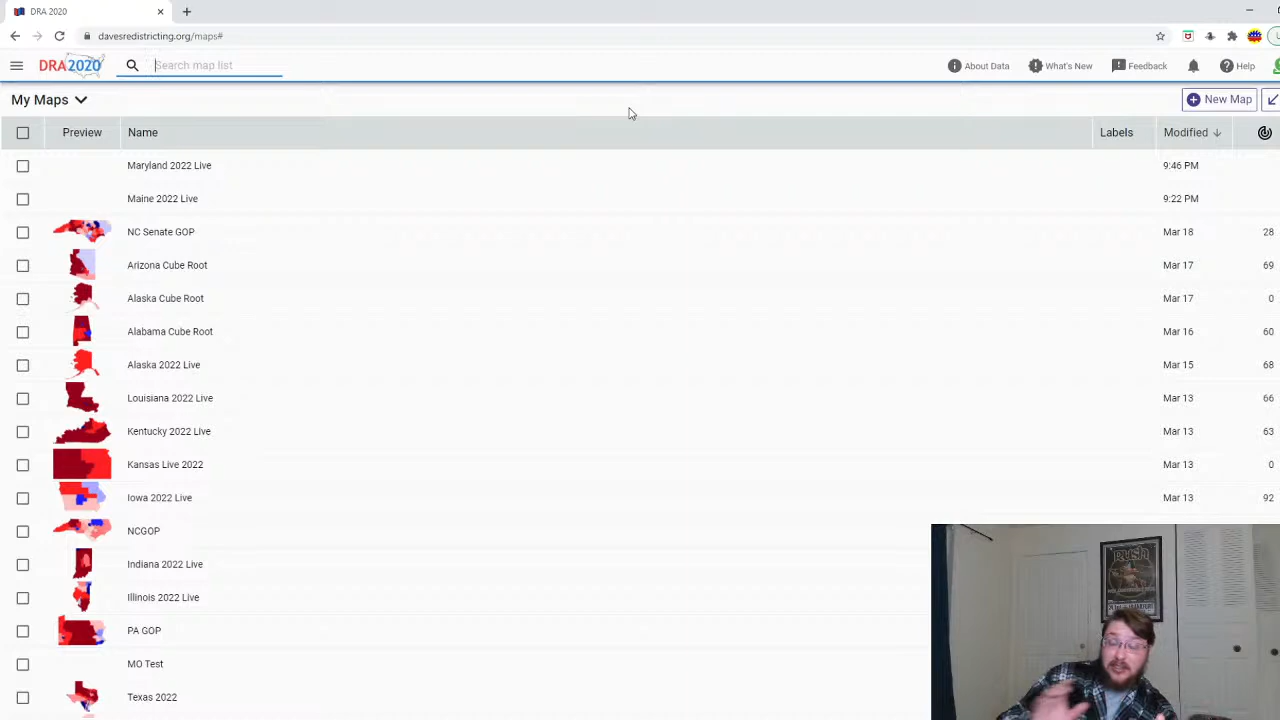 DRA 2020
davesredistricting.org/maps#
DRA2020
Search map list
About Data
What's New
Feedback
Help
My Maps
New Map
Preview
Name
Labels
Modified
Maryland 2022 Live
9:46 PM
Maine 2022 Live
9:22 PM
NC Senate GOP
Mar 18
28
Arizona Cube Root
Mar 17
69
Alaska Cube Root
Mar 17
0
Alabama Cube Root
Mar 16
60
Alaska 2022 Live
Mar 15
68
Louisiana 2022 Live
Mar 13
66
Kentucky 2022 LIve
Mar 13
63
Kansas Live 2022
Mar 13
0
Iowa 2022 Live
Mar 13
92
NCGOP
Indiana 2022 Live
Illinois 2022 Live
PA GOP
MO Test
Texas 2022
RUSH